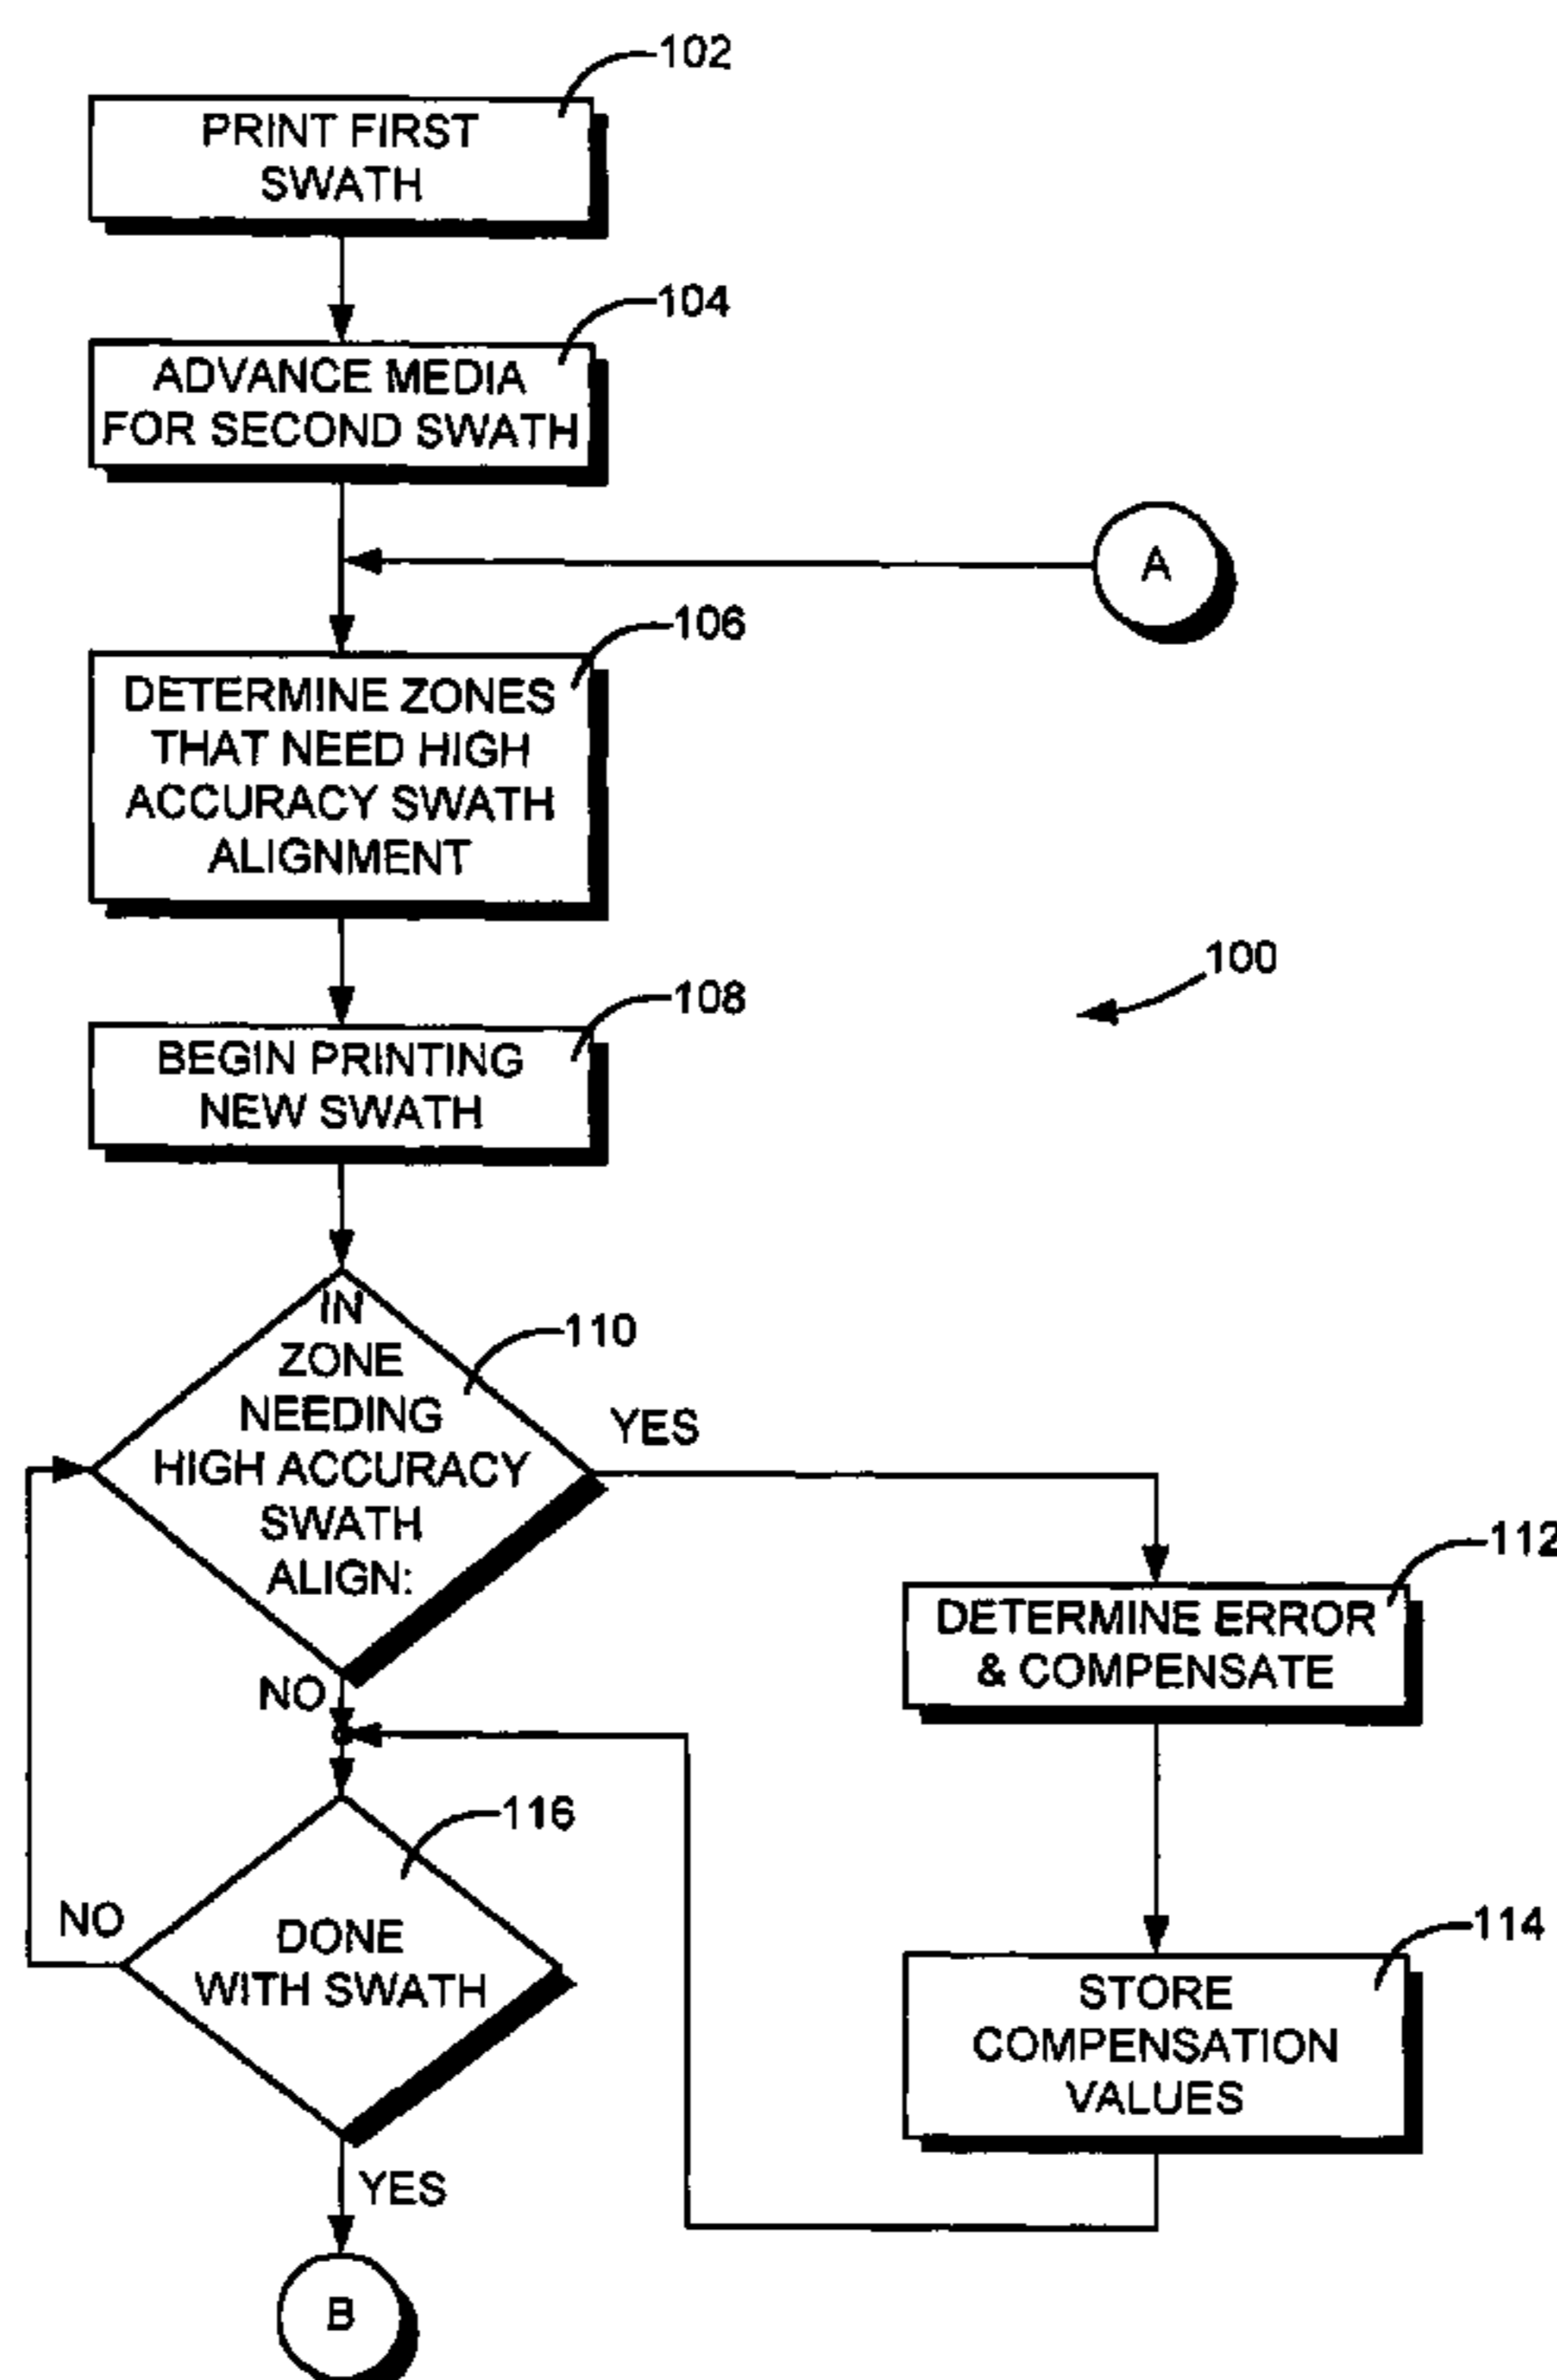 102
PRINT FIRST
SWATH
104
ADVANCE MEDIA
FOR SECOND SWATH
A
106
DETERMINE ZONES
THAT NEED HIGH
ACCURACY SWATH
ALIGNMENT
100
108
BEGIN PRINTING
NEW SWATH
110
IN
ZONE
NEEDING
HIGH ACCURACY
SWATH
ALIGN:
YES
NO
112
DETERMINE ERROR
& COMPENSATE
114
STORE
COMPENSATION
VALUES
116
DONE
WITH SWATH
NO
YES
B